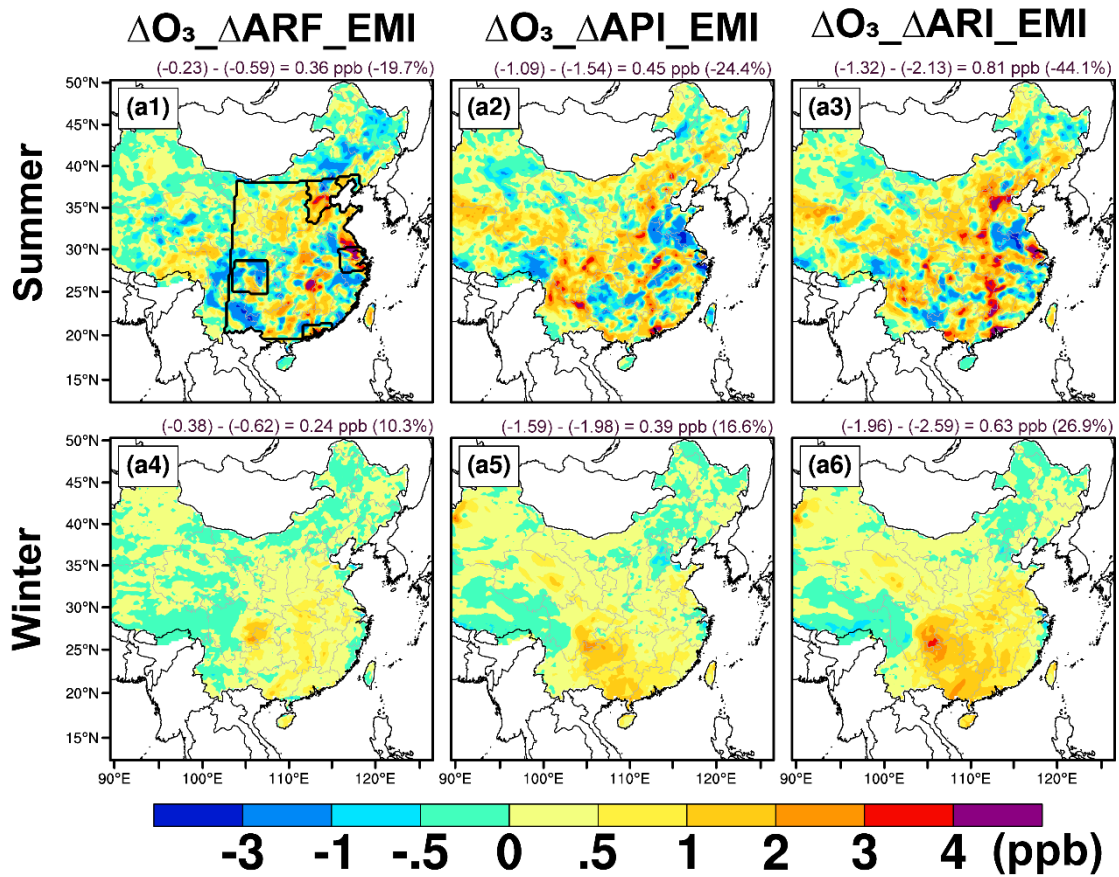 ΔO₃_ΔARF_EMI ΔO₃_ΔAPI_EMI ΔO₃_ΔARI_EMI
(-0.23) - (-0.59) = 0.36 ppb (-19.7%) (-1.09) - (-1.54) = 0.45 ppb (-24.4%) (-1.32) - (-2.13) = 0.81 ppb (-44.1%)
50°N
(a1) (a2) (a3)
45°N
40°N
35°N
Summer
30°N
25°N
20°N
15°N
(-0.38) - (-0.62) = 0.24 ppb (10.3%) (-1.59) - (-1.98) = 0.39 ppb (16.6%) (-1.96) - (-2.59) = 0.63 ppb (26.9%)
50°N
(a4) (a5) (a6)
45°N
40°N
35°N
Winter
30°N
25°N
20°N
15°N
90°E 100°E 110°E 120°E 90°E 100°E 110°E 120°E 90°E 100°E 110°E 120°E
-3 -1 -.5 0 .5 1 2 3 4 (ppb)